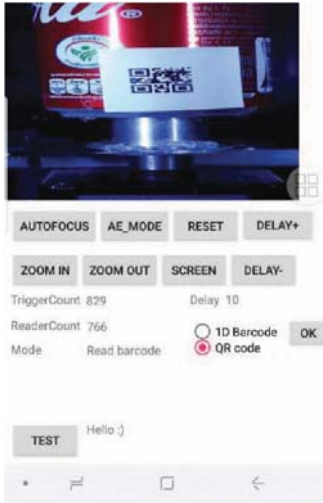 AUTOFOCUS AE_MODE RESET DELAY+
ZOOM IN ZOOM OUT SCREEN DELAY-
TriggerCount 829 Delay 10
ReaderCount 766 1D Barcode OK
Mode Read barcode QR code
TEST Hello :)